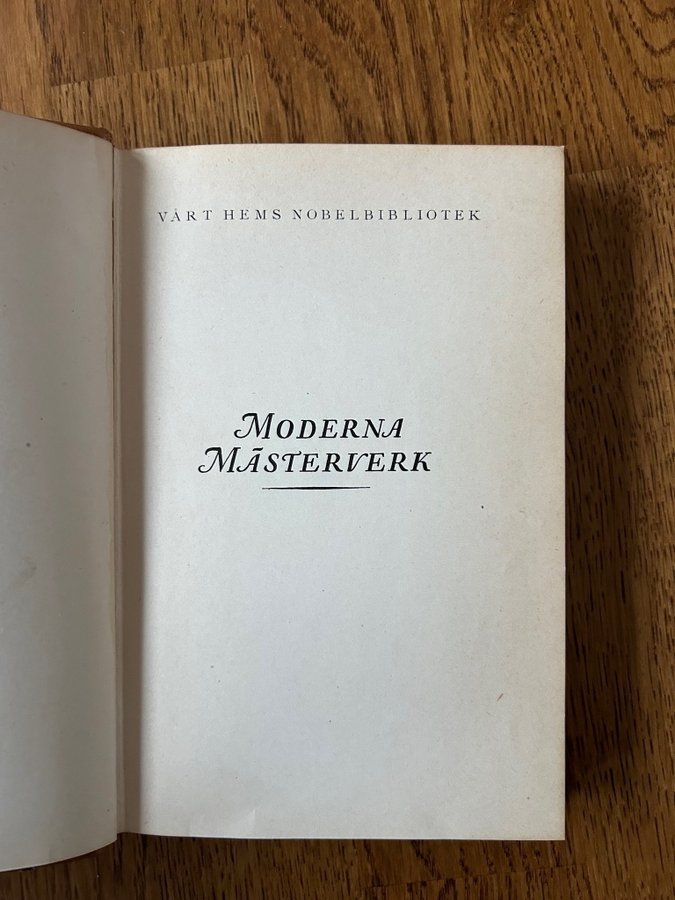 VÅRT HEMS NOBELBIBLIOTEK
MODERNA
MÄSTERVERK